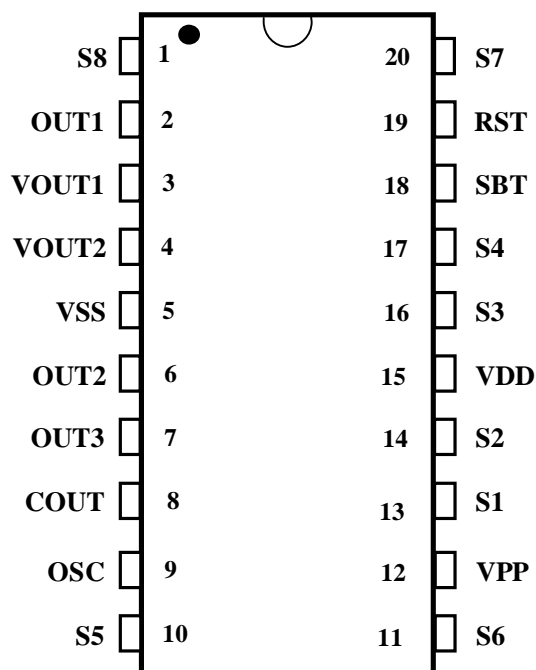 S8 1 20 S7
OUT1 2 19 RST
VOUT1 3 18 SBT
VOUT2 4 17 S4
VSS 5 16 S3
OUT2 6 15 VDD
OUT3 7 14 S2
COUT 8 13 S1
OSC 9 12 VPP
S5 10 11 S6